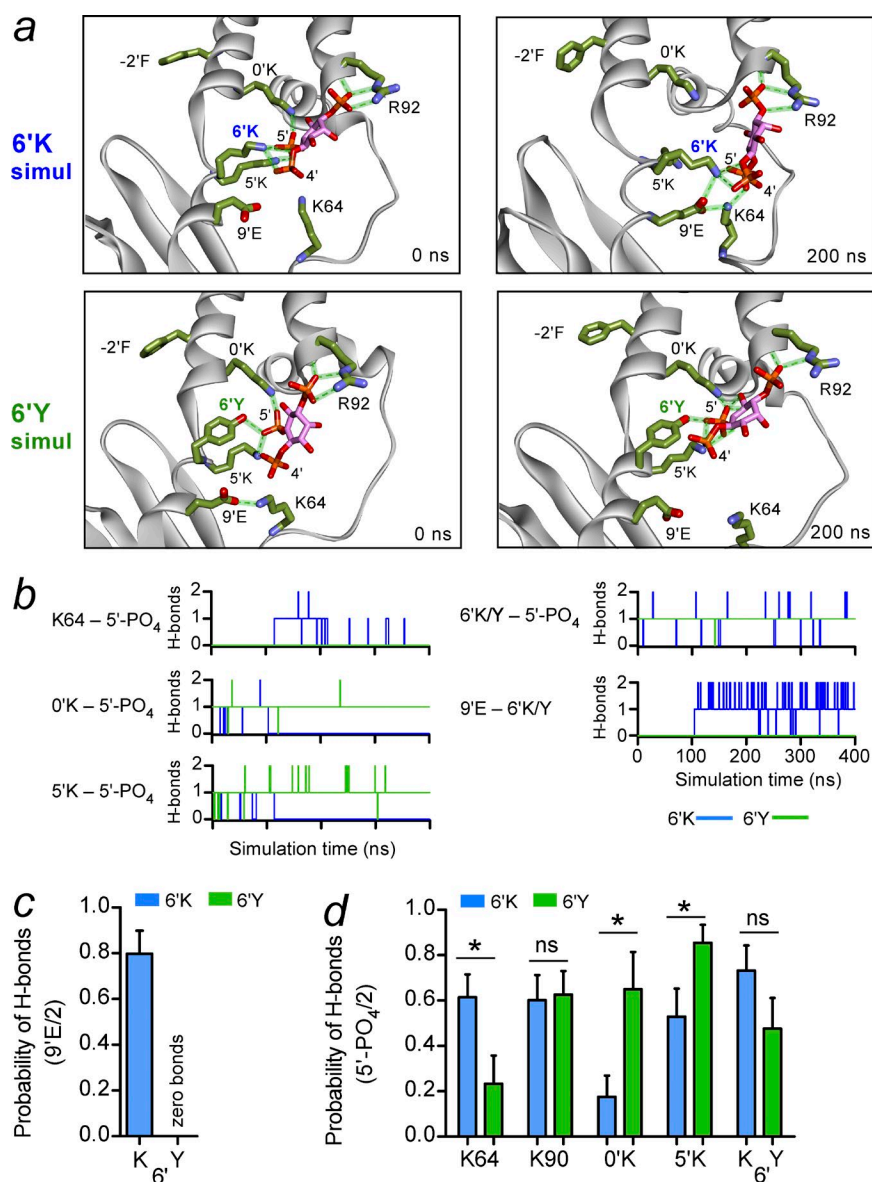 a
6'K
simul
-2'F
0'K
R92
6'K
5'
5'K
4'
K64
9'E
0 ns
-2'F
0'K
R92
6'K
5'
5'K
4'
K64
9'E
200 ns
6'Y
simul
-2'F
0'K
R92
6'Y
5'
5'K
4'
9'E
K64
0 ns
-2'F
0'K
R92
6'Y
5'
5'K
4'
9'E
K64
200 ns
b
K64 – 5'-PO4
H-bonds
2
1
0
0'K – 5'-PO4
H-bonds
2
1
0
5'K – 5'-PO4
H-bonds
2
1
0
Simulation time (ns)
6'K/Y – 5'-PO4
H-bonds
2
1
0
9'E – 6'K/Y
H-bonds
2
1
0
0 100 200 300 400
Simulation time (ns)
6'K 6'Y
c
6'K 6'Y
Probability of H-bonds
(9'E/2)
1.0
0.8
0.6
0.4
0.2
0.0
zero bonds
K Y
6'
d
6'K 6'Y
Probability of H-bonds
(5'-PO4/2)
1.0
0.8
0.6
0.4
0.2
0.0
* ns * * ns
K64 K90 0'K 5'K K Y
6'